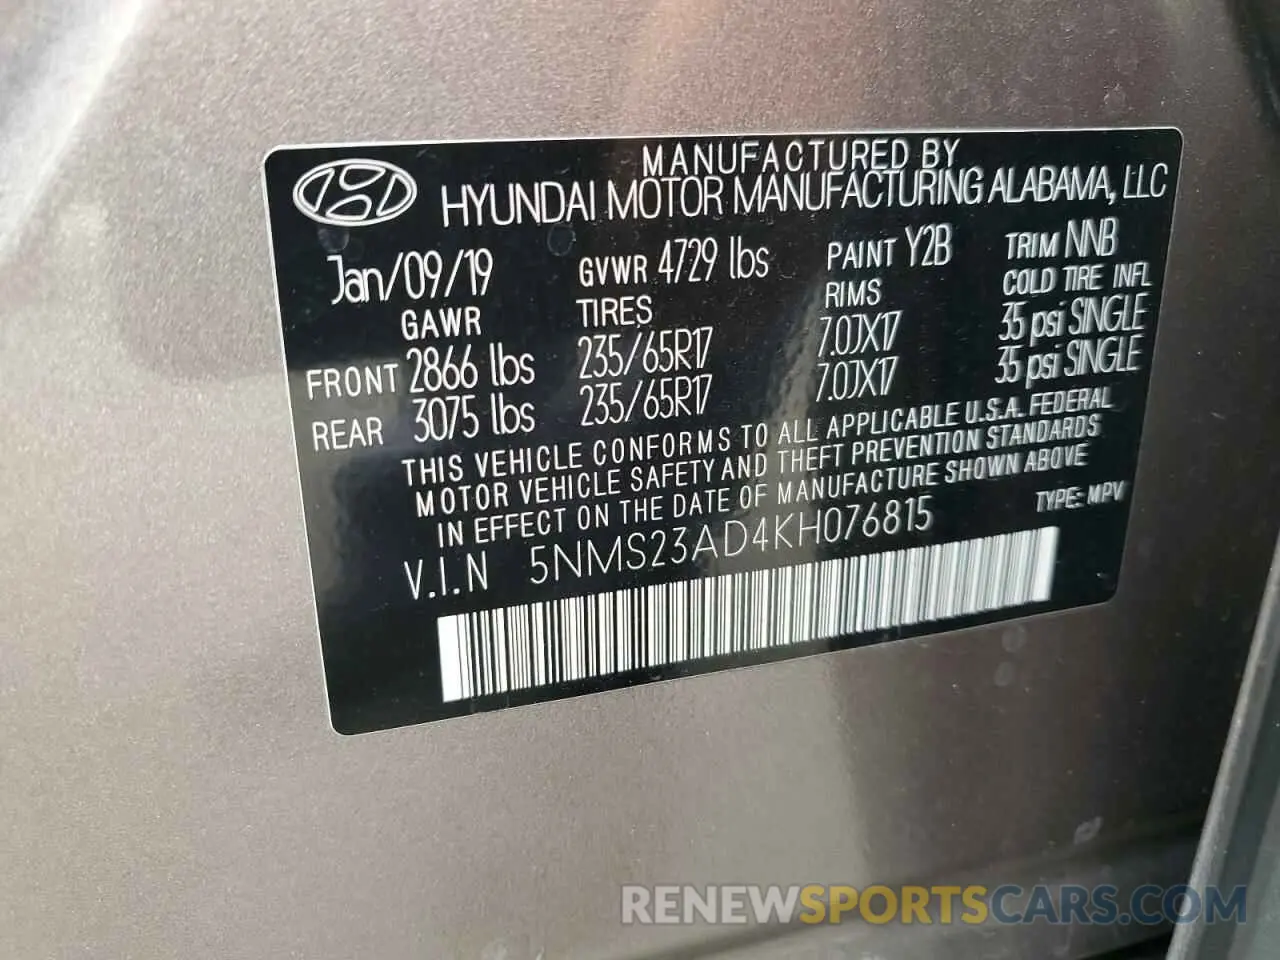 MANUFACTURED BY
HYUNDAI MOTOR MANUFACTURING ALABAMA, LLC
Jan/09/19 GVWR 4729 lbs PAINT Y2B TRIM NNB
GAWR TIRES RIMS COLD TIRE INFL
FRONT 2866 lbs 235/65R17 7.0JX17 35 psi SINGLE
REAR 3075 lbs 235/65R17 7.0JX17 35 psi SINGLE
THIS VEHICLE CONFORMS TO ALL APPLICABLE U.S.A. FEDERAL
MOTOR VEHICLE SAFETY AND THEFT PREVENTION STANDARDS
IN EFFECT ON THE DATE OF MANUFACTURE SHOWN ABOVE
V.I.N 5NMS23AD4KH076815 TYPE: MPV
RENEWSPORTSCARS.COM